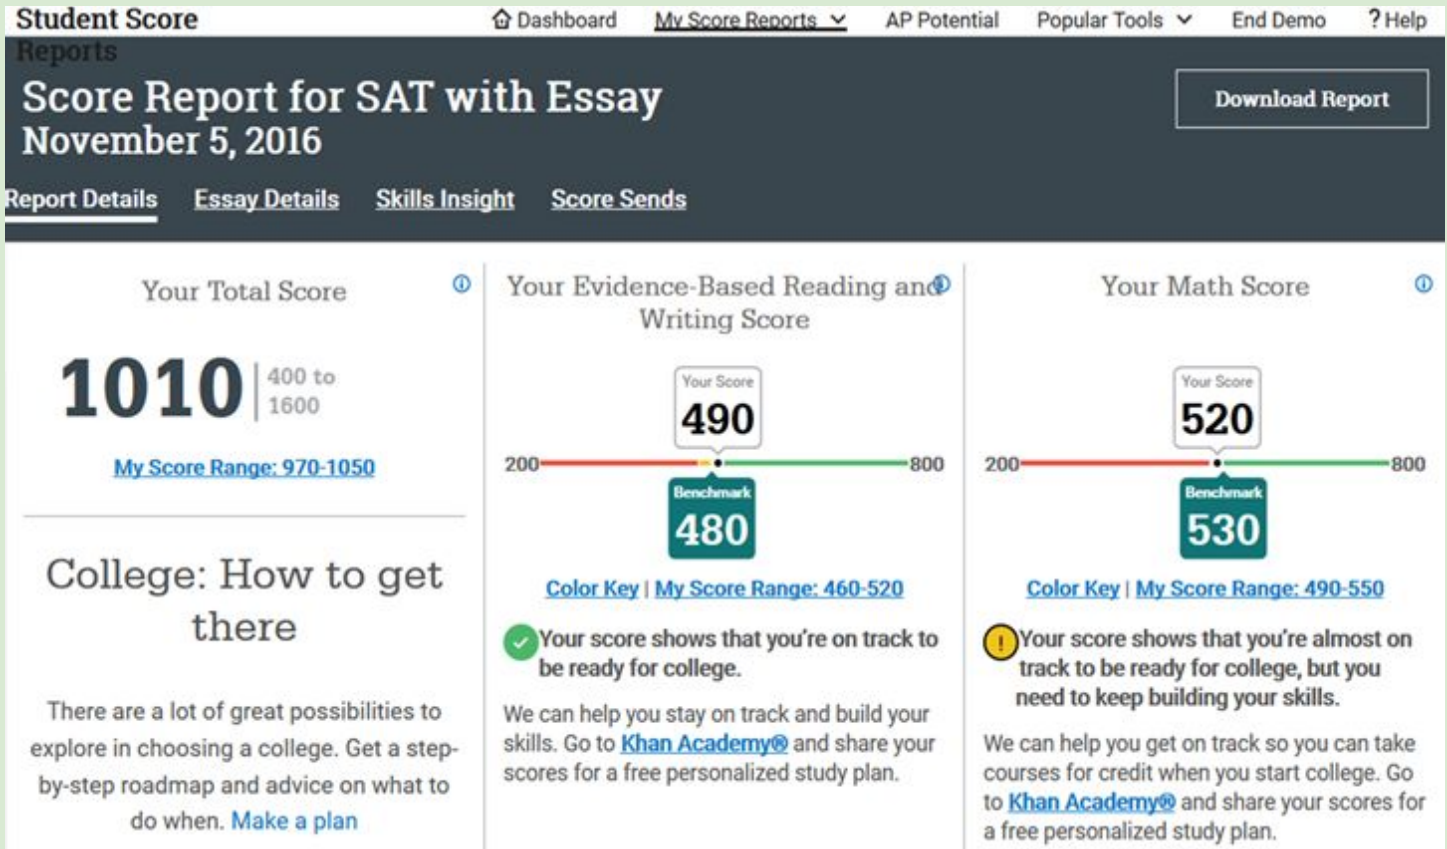 Student Score
Reports
Dashboard
My Score Reports
AP Potential
Popular Tools
End Demo
? Help
Score Report for SAT with Essay
November 5, 2016
Download Report
Report Details
Essay Details
Skills Insight
Score Sends
Your Total Score
1010
400 to
1600
My Score Range: 970-1050
College: How to get
there
There are a lot of great possibilities to
explore in choosing a college. Get a step-
by-step roadmap and advice on what to
do when. Make a plan
Your Evidence-Based Reading and
Writing Score
Your Score
490
200
800
Benchmark
480
Color Key | My Score Range: 460-520
Your score shows that you're on track to
be ready for college.
We can help you stay on track and build your
skills. Go to Khan Academy® and share your
scores for a free personalized study plan.
Your Math Score
Your Score
520
200
800
Benchmark
530
Color Key | My Score Range: 490-550
Your score shows that you're almost on
track to be ready for college, but you
need to keep building your skills.
We can help you get on track so you can take
courses for credit when you start college. Go
to Khan Academy® and share your scores for
a free personalized study plan.